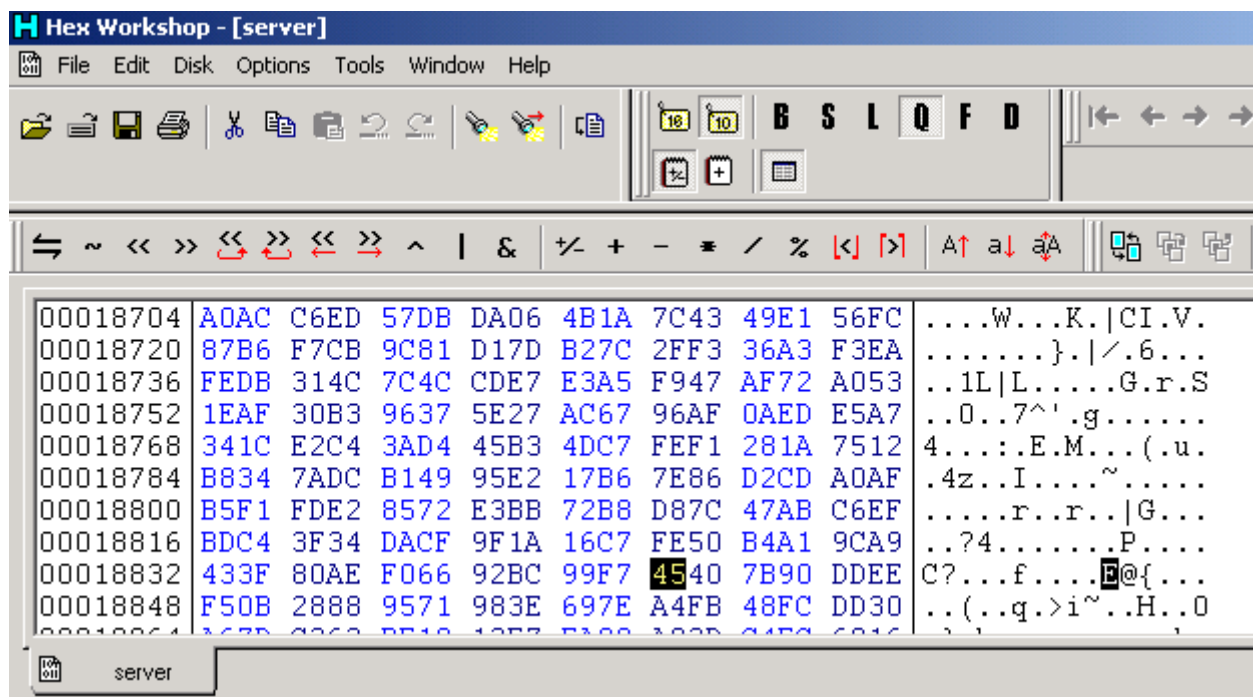 Hex Workshop - [server]
File Edit Disk Options Tools Window Help
16 10 B S L Q F D
+/- +
⇋ ~ << >> << >> << >> ^ | & +/- + - * / % [<] [>] A↑ a↓ aA
00018704 A0AC C6ED 57DB DA06 4B1A 7C43 49E1 56FC ....W...K.|CI.V.
00018720 87B6 F7CB 9C81 D17D B27C 2FF3 36A3 F3EA .......}.|/.6...
00018736 FEDB 314C 7C4C CDE7 E3A5 F947 AF72 A053 ..1L|L.....G.r.S
00018752 1EAF 30B3 9637 5E27 AC67 96AF 0AED E5A7 ..0..7^'.g......
00018768 341C E2C4 3AD4 45B3 4DC7 FEF1 281A 7512 4...:.E.M...(.u.
00018784 B834 7ADC B149 95E2 17B6 7E86 D2CD A0AF .4z..I....~.....
00018800 B5F1 FDE2 8572 E3BB 72B8 D87C 47AB C6EF .....r..r..|G...
00018816 BDC4 3F34 DACF 9F1A 16C7 FE50 B4A1 9CA9 ..?4.......P....
00018832 433F 80AE F066 92BC 99F7 4540 7B90 DDEE C?...f....E@{...
00018848 F50B 2888 9571 983E 697E A4FB 48FC DD30 ..(..q.>i~..H..0
server